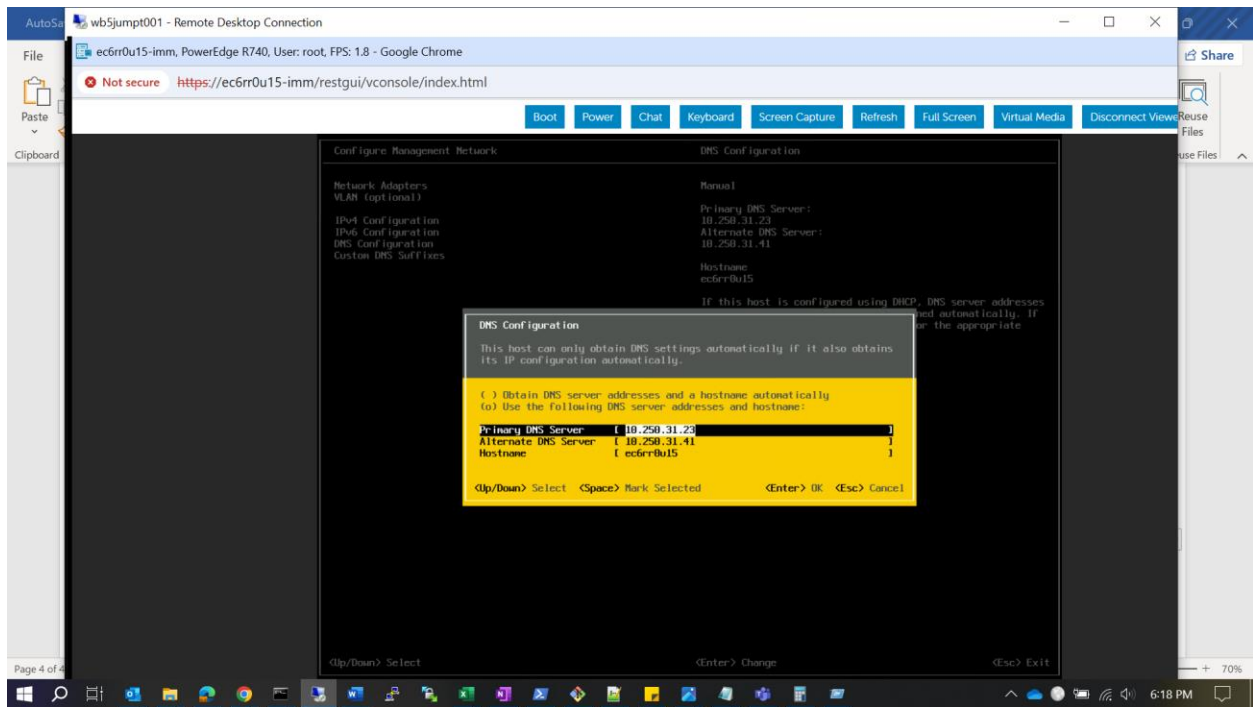 AutoSa
wb5jumpt001 - Remote Desktop Connection
File
ec6rr0u15-imm, PowerEdge R740, User: root, FPS: 1.8 - Google Chrome
Share
Not secure https://ec6rr0u15-imm/restgui/vconsole/index.html
Paste
Boot Power Chat Keyboard Screen Capture Refresh Full Screen Virtual Media Disconnect Viewe
Reuse
Files
Clipboard
use Files
Configure Management Network DNS Configuration
Network Adapters Manual
VLAN (optional)
Primary DNS Server:
IPv4 Configuration 10.250.31.23
IPv6 Configuration Alternate DNS Server:
DNS Configuration 10.250.31.41
Custom DNS Suffixes
Hostname
ec6rr0u15
If this host is configured using DHCP, DNS server addresses
ned automatically. If
or the appropriate
DNS Configuration
This host can only obtain DNS settings automatically if it also obtains
its IP configuration automatically.
( ) Obtain DNS server addresses and a hostname automatically
(o) Use the following DNS server addresses and hostname:
Primary DNS Server [ 10.250.31.23 ]
Alternate DNS Server [ 10.250.31.41 ]
Hostname [ ec6rr0u15 ]
<Up/Down> Select <Space> Mark Selected <Enter> OK <Esc> Cancel
<Up/Down> Select <Enter> Change <Esc> Exit
Page 4 of 4
70%
6:18 PM